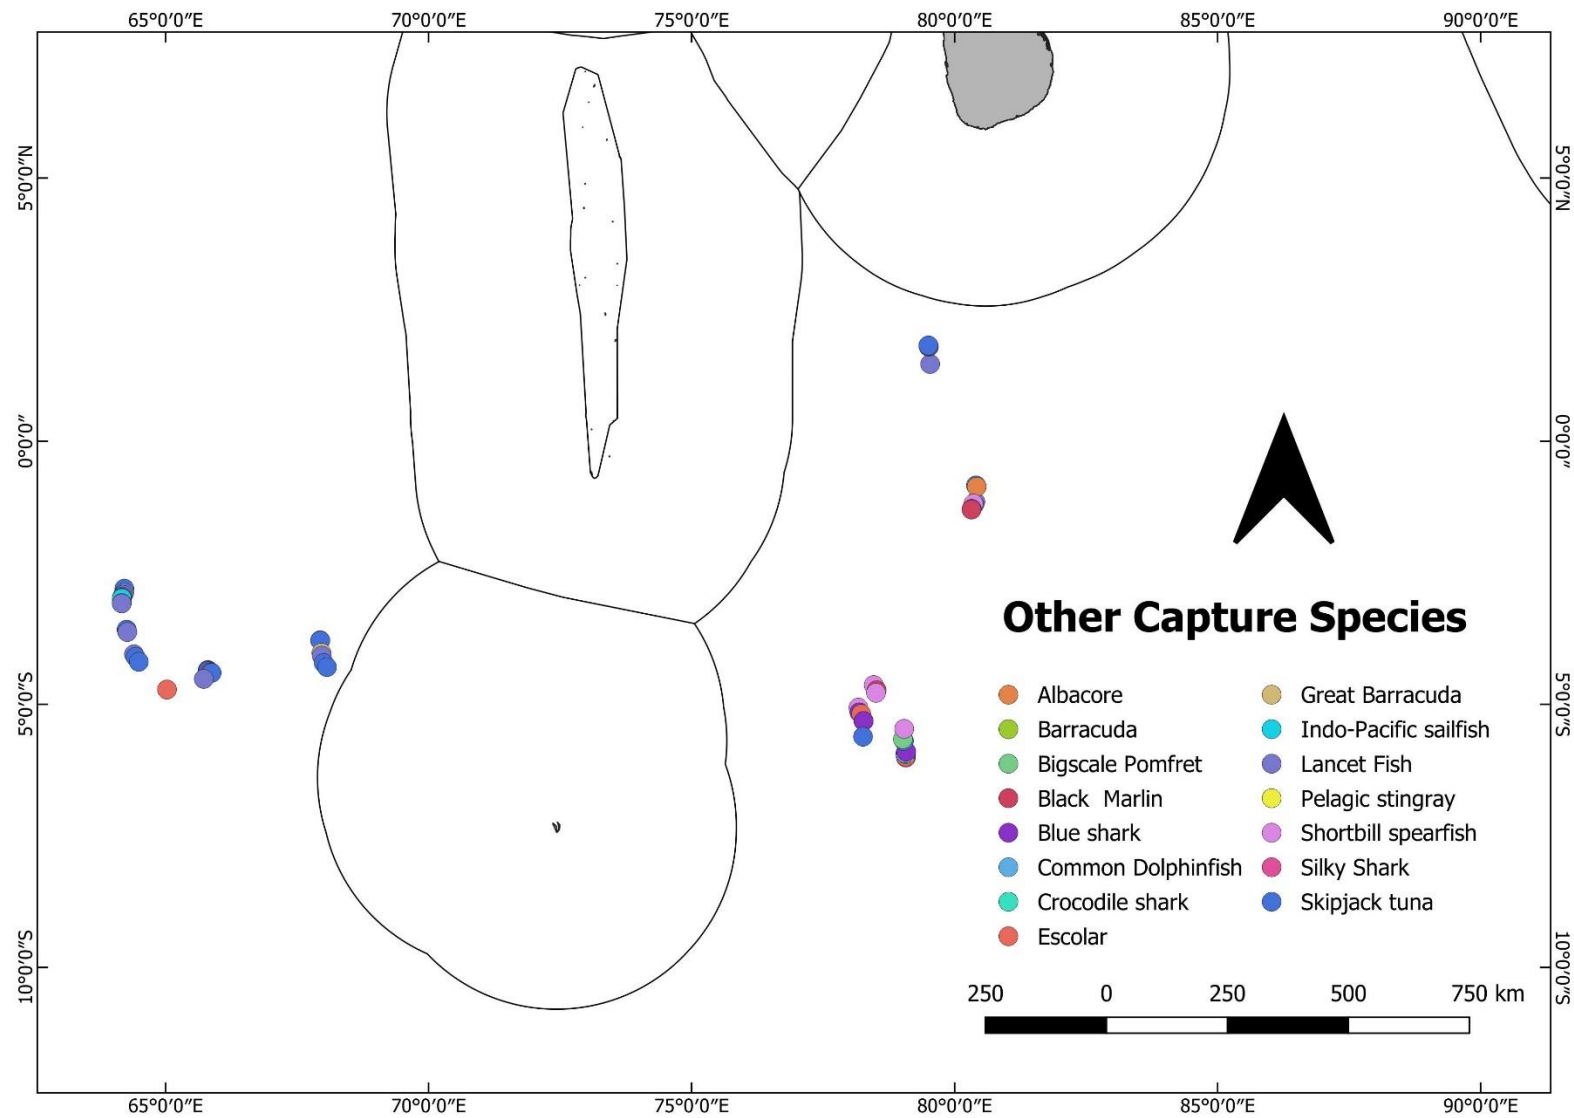 65°0'0"E 70°0'0"E 75°0'0"E 80°0'0"E 85°0'0"E 90°0'0"E
5°0'0"N 5°0'0"N
0°0'0" 0°0'0"
5°0'0"S 5°0'0"S
10°0'0"S 10°0'0"S
Other Capture Species
Albacore
Barracuda
Bigscale Pomfret
Black Marlin
Blue shark
Common Dolphinfish
Crocodile shark
Escolar
Great Barracuda
Indo-Pacific sailfish
Lancet Fish
Pelagic stingray
Shortbill spearfish
Silky Shark
Skipjack tuna
250 0 250 500 750 km
65°0'0"E 70°0'0"E 75°0'0"E 80°0'0"E 85°0'0"E 90°0'0"E